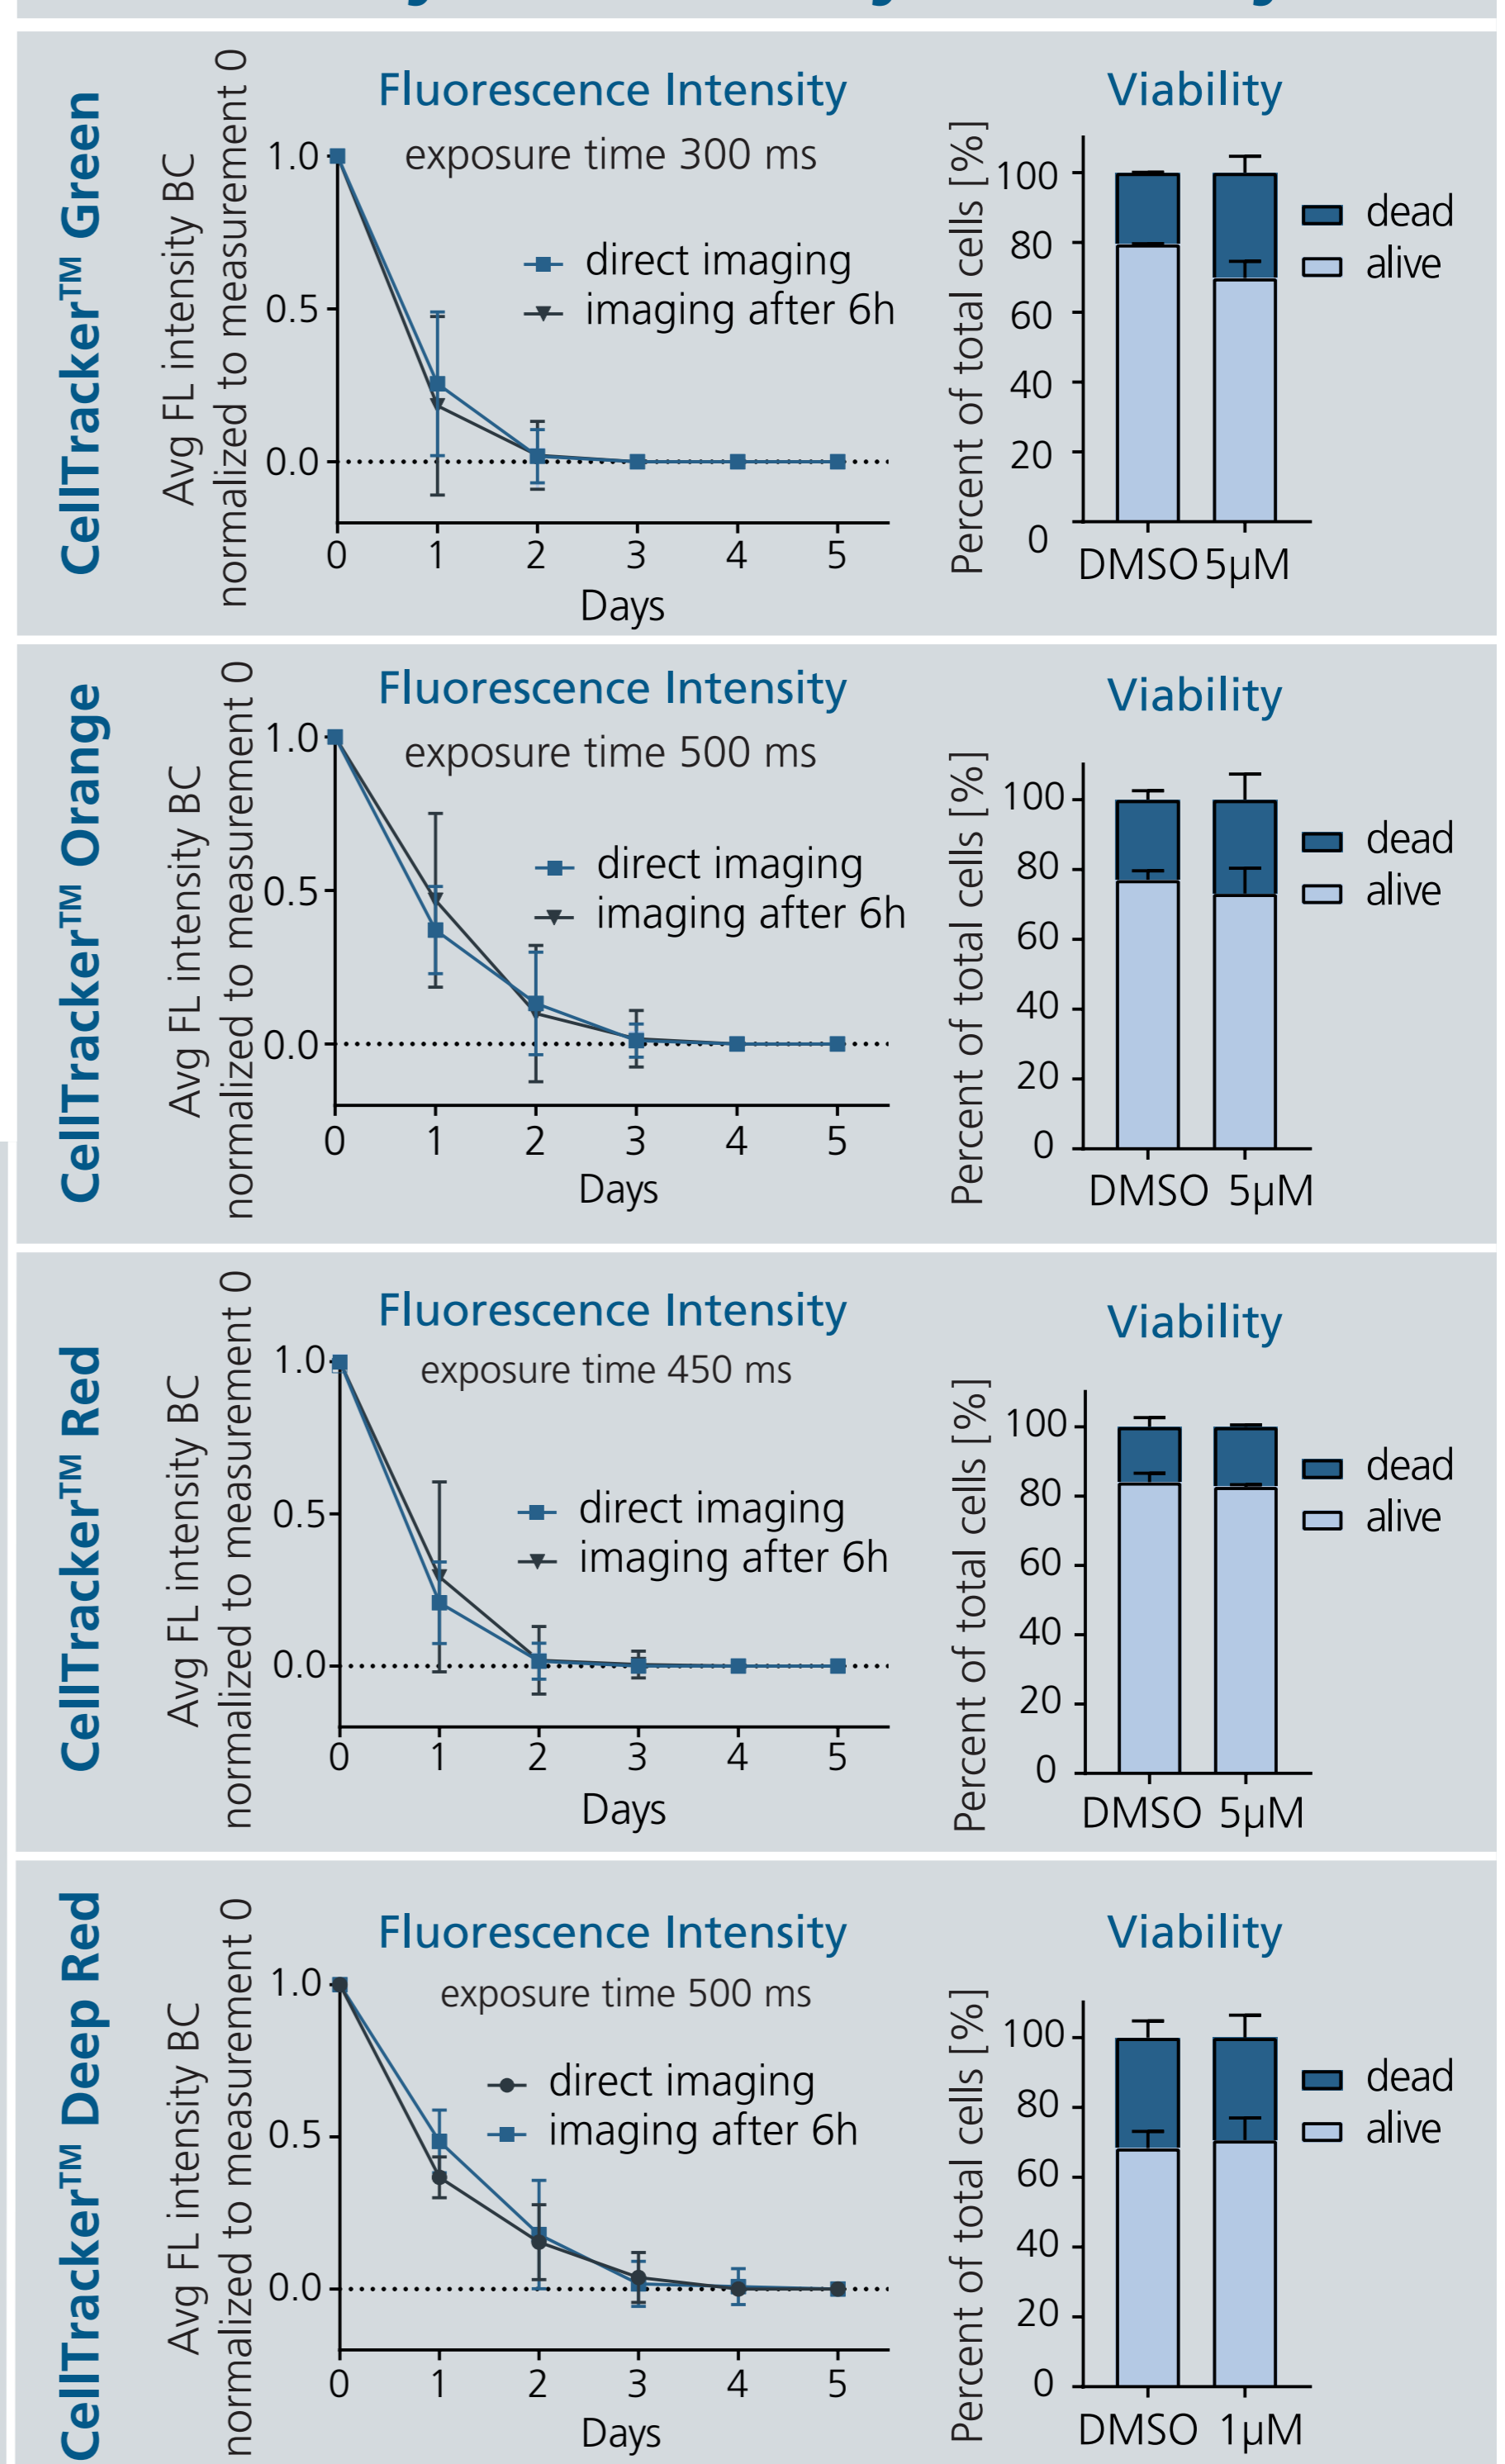 CellTracker™ Green
Fluorescence Intensity
exposure time 300 ms
Avg FL intensity BC
normalized to measurement 0
1.0
0.5
0.0
direct imaging
imaging after 6h
0 1 2 3 4 5
Days
Viability
Percent of total cells [%]
100
80
60
40
20
0
dead
alive
DMSO 5µM
CellTracker™ Orange
Fluorescence Intensity
exposure time 500 ms
Avg FL intensity BC
normalized to measurement 0
1.0
0.5
0.0
direct imaging
imaging after 6h
0 1 2 3 4 5
Days
Viability
Percent of total cells [%]
100
80
60
40
20
0
dead
alive
DMSO 5µM
CellTracker™ Red
Fluorescence Intensity
exposure time 450 ms
Avg FL intensity BC
normalized to measurement 0
1.0
0.5
0.0
direct imaging
imaging after 6h
0 1 2 3 4 5
Days
Viability
Percent of total cells [%]
100
80
60
40
20
0
dead
alive
DMSO 5µM
CellTracker™ Deep Red
Fluorescence Intensity
exposure time 500 ms
Avg FL intensity BC
normalized to measurement 0
1.0
0.5
0.0
direct imaging
imaging after 6h
0 1 2 3 4 5
Days
Viability
Percent of total cells [%]
100
80
60
40
20
0
dead
alive
DMSO 1µM